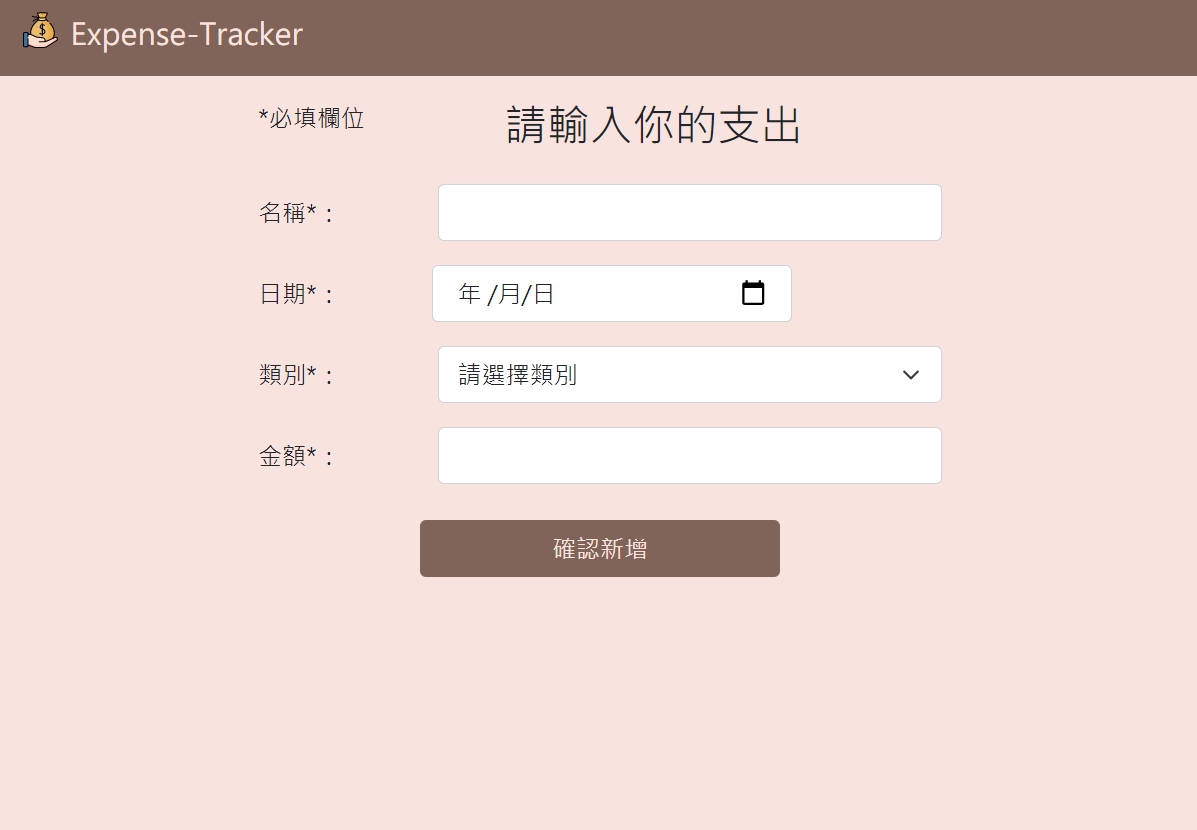 Expense-Tracker
*必填欄位
請輸入你的支出
名稱*：
日期*：
年 /月/日
類別*：
請選擇類別
金額*：
確認新增